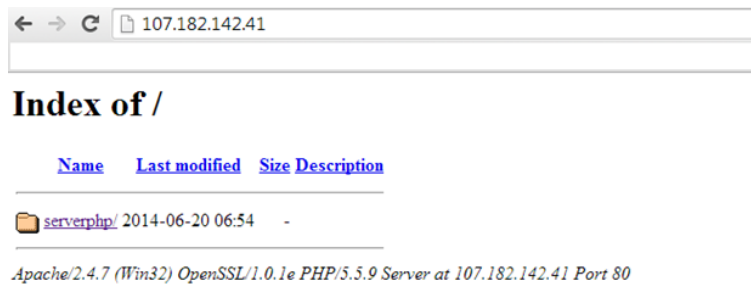 107.182.142.41
Index of /
Name Last modified Size Description
serverphp/ 2014-06-20 06:54 -
Apache/2.4.7 (Win32) OpenSSL/1.0.1e PHP/5.5.9 Server at 107.182.142.41 Port 80